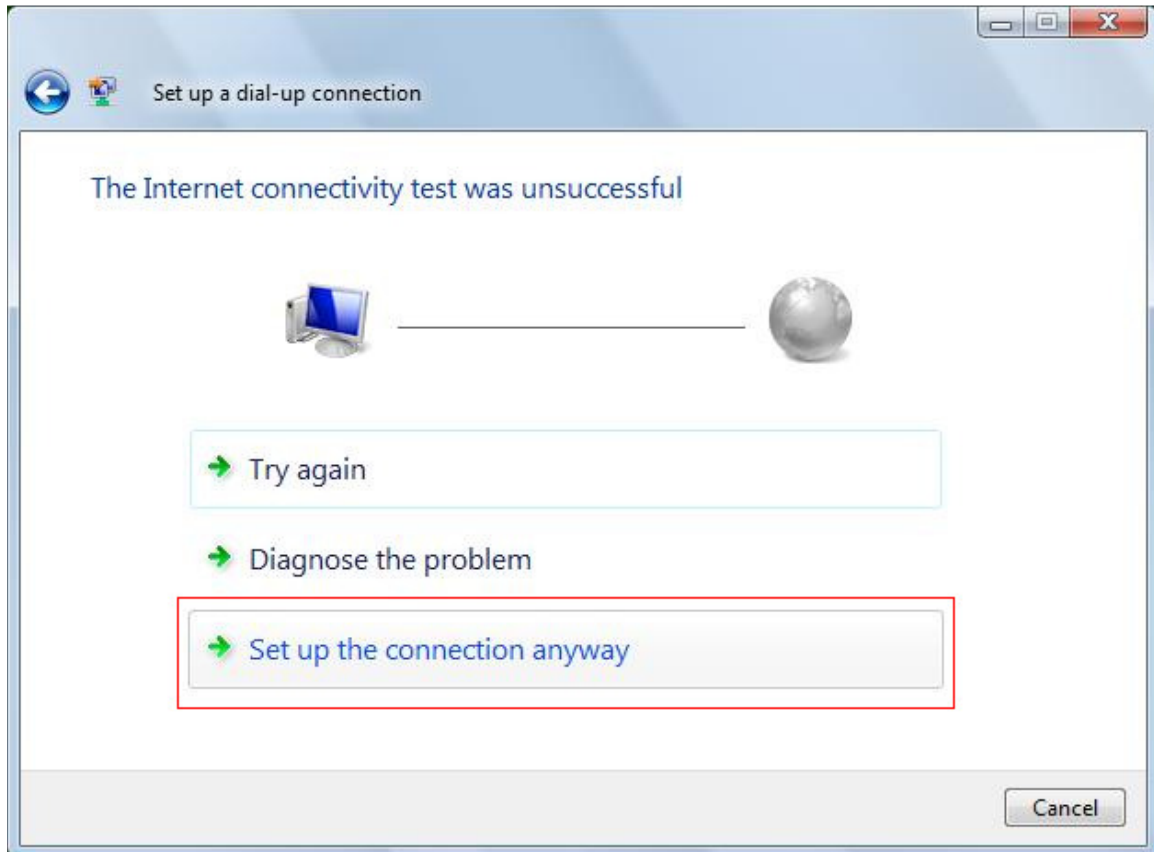 Set up a dial-up connection
The Internet connectivity test was unsuccessful
Try again
Diagnose the problem
Set up the connection anyway
Cancel